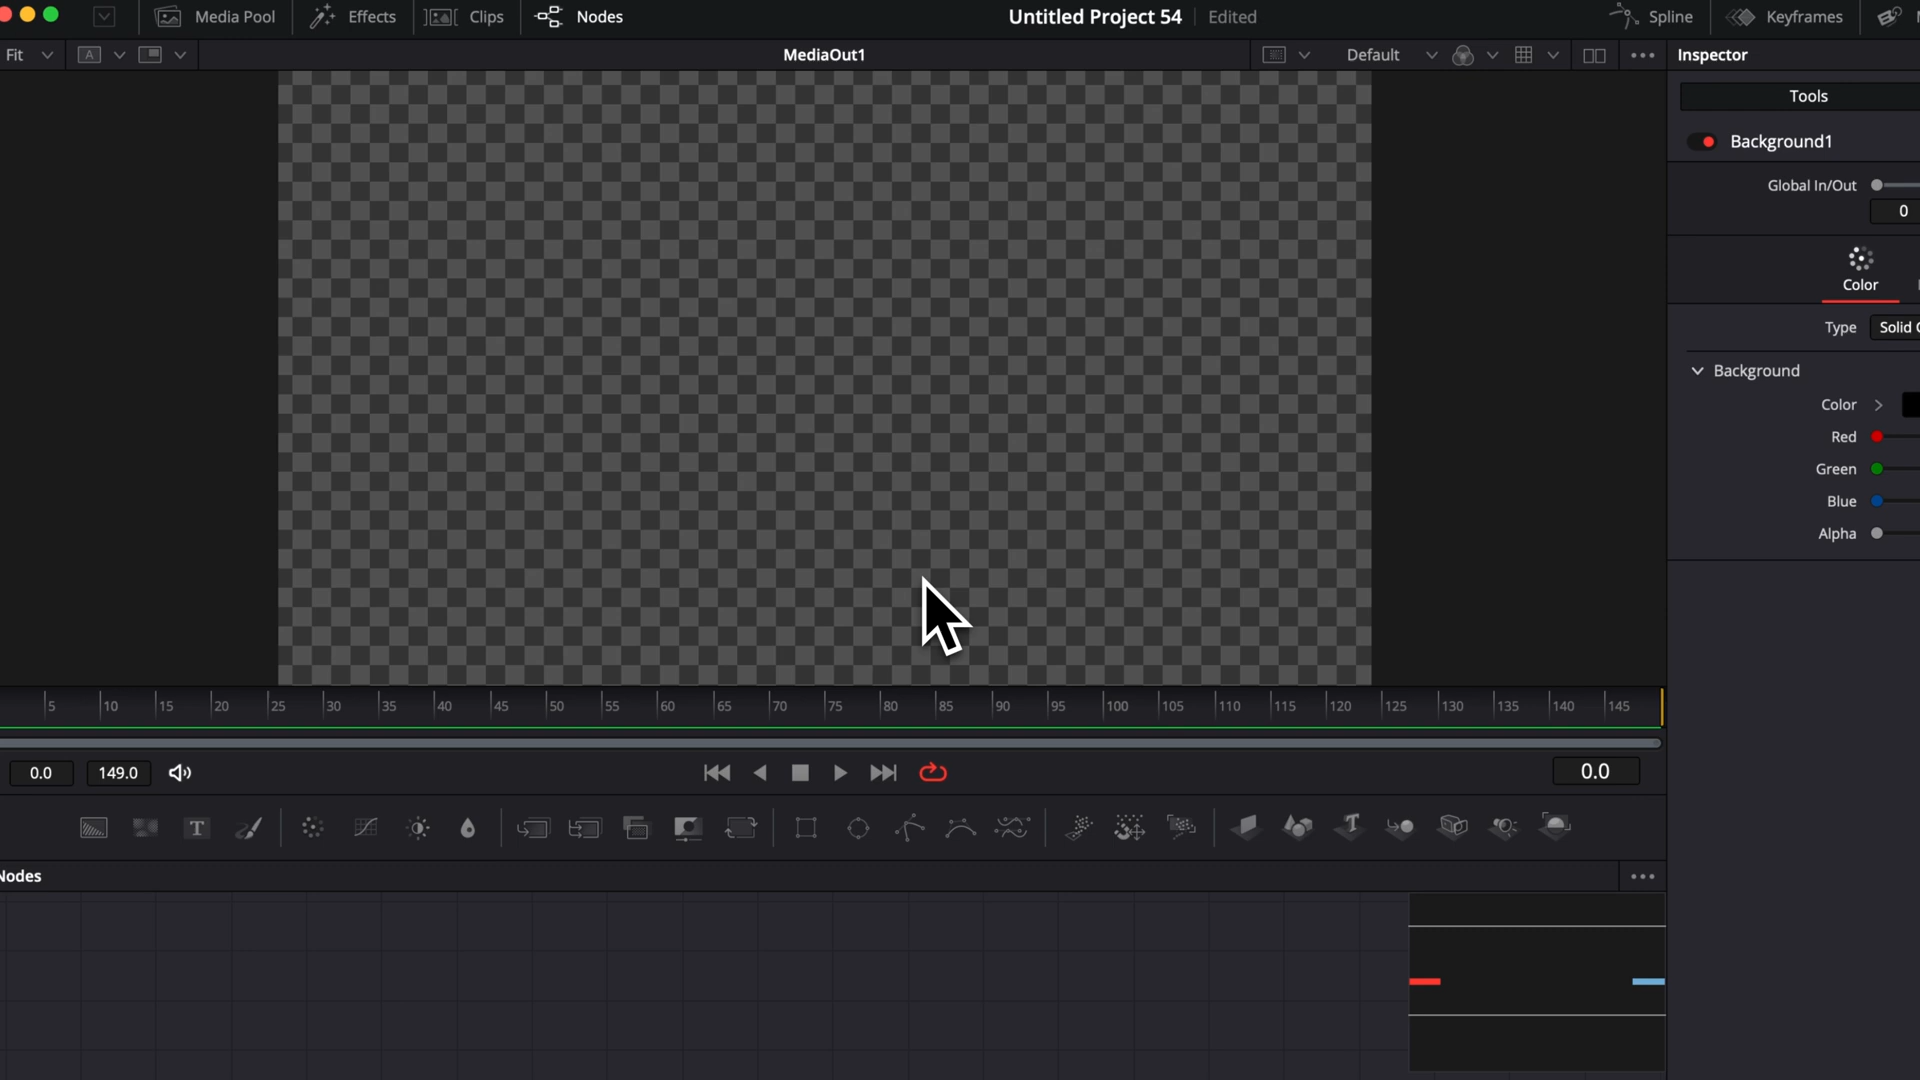 Media Pool Effects Clips Nodes Untitled Project 54 Edited Spline Keyframes
Fit A MediaOut1 Default Inspector
Tools
Background1
Global In/Out
0
Color
Type Solid
Background
Color
Red
Green
Blue
Alpha
5 10 15 20 25 30 35 40 45 50 55 60 65 70 75 80 85 90 95 100 105 110 115 120 125 130 135 140 145
0.0 149.0 0.0
T
Nodes